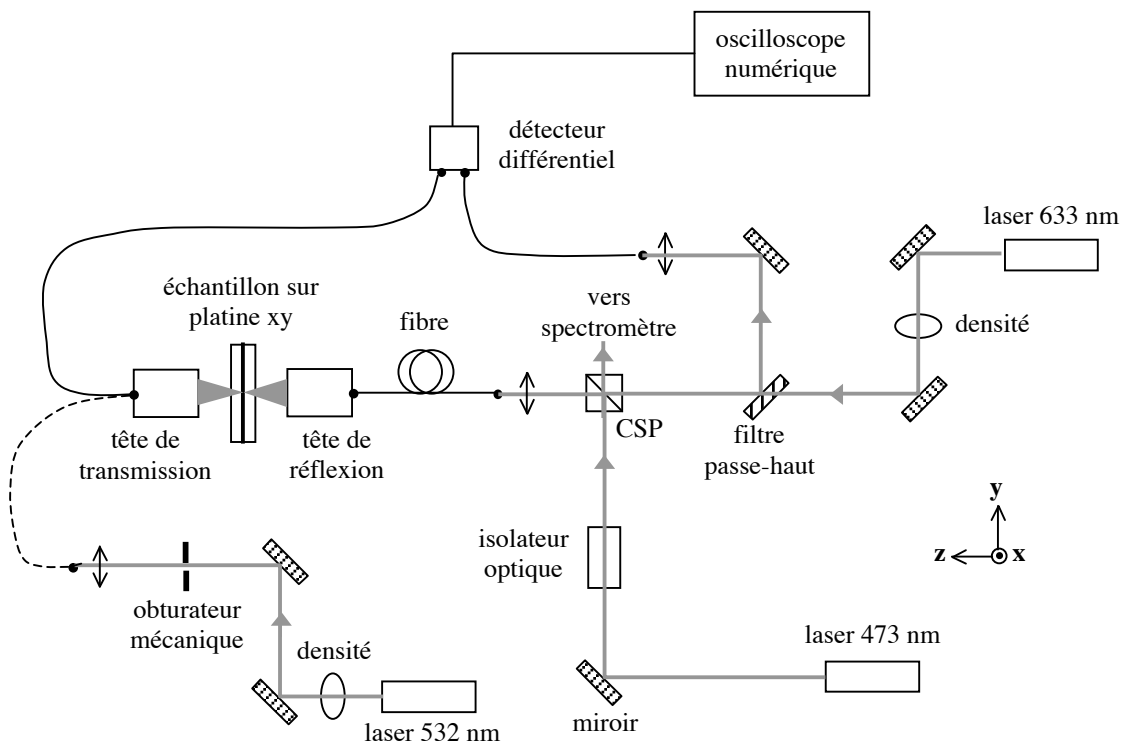 oscilloscope
numérique
détecteur
différentiel
laser 633 nm
échantillon sur
platine xy
fibre
vers
spectromètre
densité
CSP
filtre
passe-haut
tête de
transmission
tête de
réflexion
y
z
x
isolateur
optique
obturateur
mécanique
densité
laser 473 nm
miroir
laser 532 nm